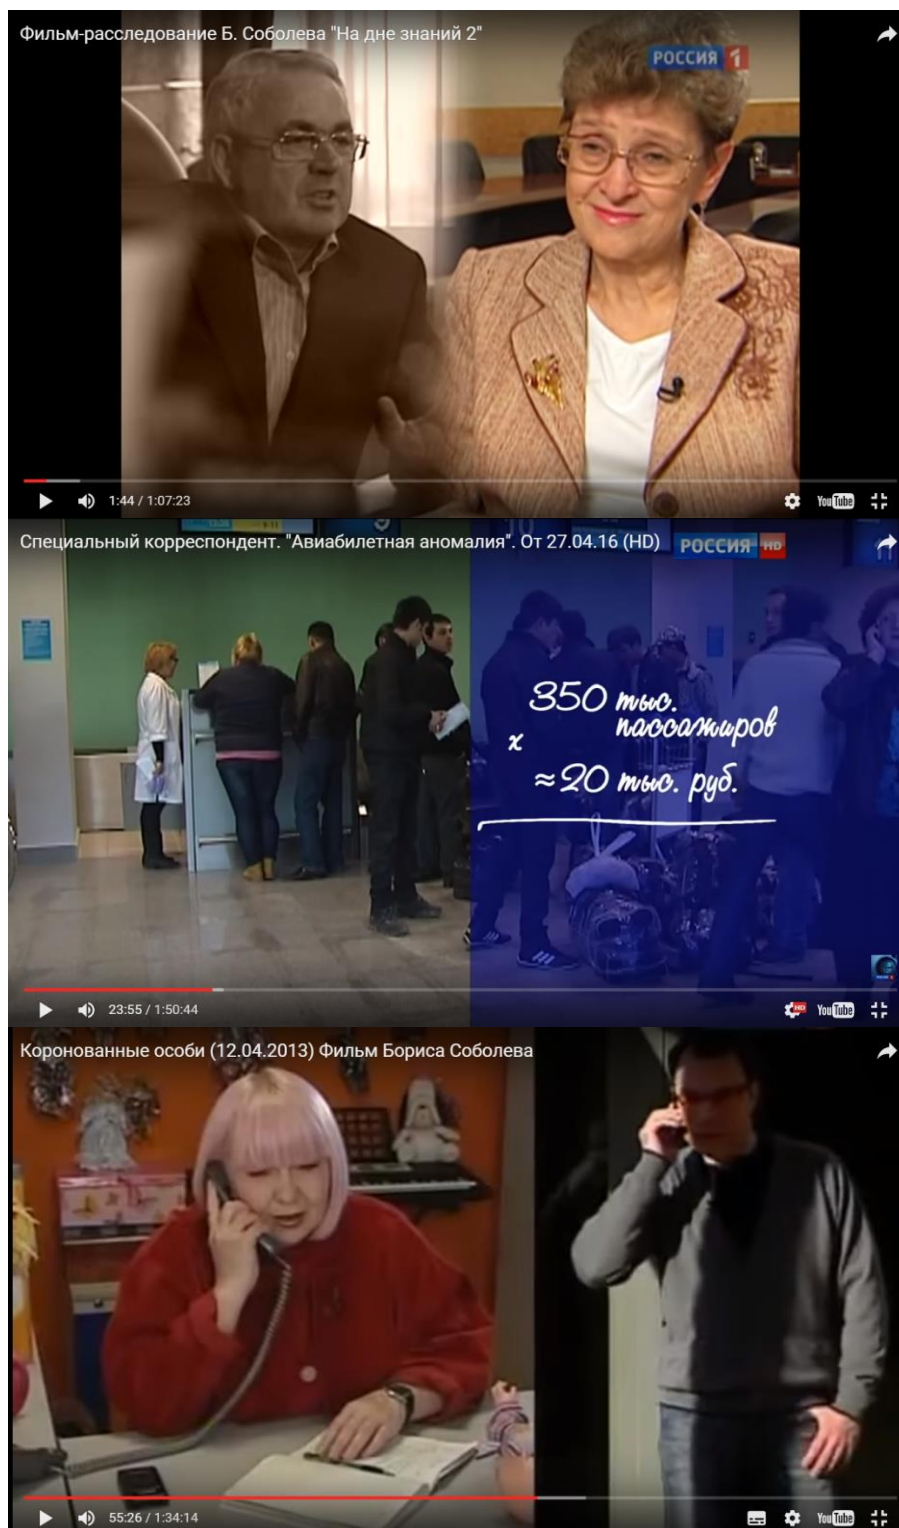 Фильм-расследование Б. Соболева "На дне знаний 2"
РОССИЯ 1
1:44 / 1:07:23
YouTube
Специальный корреспондент. "Авиабилетная аномалия". От 27.04.16 (HD)
РОССИЯ HD
10
350 тыс.
пассажиров
x
≈20 тыс. руб.
23:55 / 1:50:44
HD
YouTube
Коронованные особи (12.04.2013) Фильм Бориса Соболева
55:26 / 1:34:14
YouTube